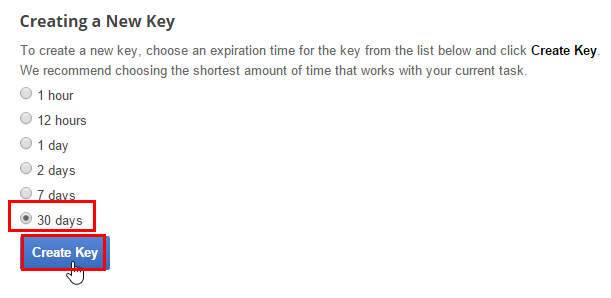 Creating a New Key
To create a new key, choose an expiration time for the key from the list below and click Create Key.
We recommend choosing the shortest amount of time that works with your current task.
1 hour
12 hours
1 day
2 days
7 days
30 days
Create Key